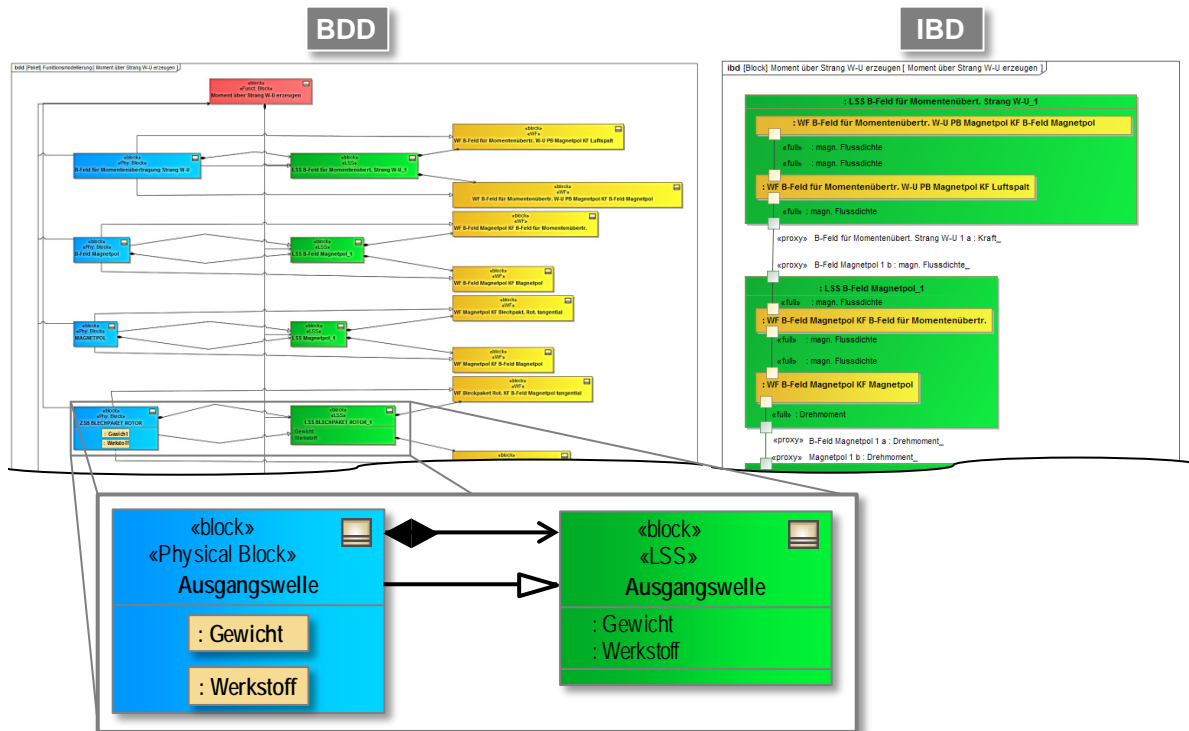 BDD
IBD
bdd [Paket] Funktionsmodellierung [ Moment über Strang W-U erzeugen ]
«block»
«Funct. Block»
Moment über Strang W-U erzeugen
«block»
«WF»
WF B-Feld für Momentenübertr. W-U PB Magnetpol KF Luftspalt
«block»
«Phy. Block»
B-Feld für Momentenübertragung Strang W-U
«block»
«LSS»
LSS B-Feld für Momentenübert. Strang W-U_1
«block»
«WF»
WF B-Feld für Momentenübertr. W-U PB Magnetpol KF B-Feld Magnetpol
«block»
«WF»
WF B-Feld Magnetpol KF B-Feld für Momentenübertr.
«block»
«Phy. Block»
B-Feld Magnetpol
«block»
«LSS»
LSS B-Feld Magnetpol_1
«block»
«WF»
WF B-Feld Magnetpol KF Magnetpol
«block»
«WF»
WF Magnetpol KF Blechpakt. Rot. tangential
«block»
«Phy. Block»
MAGNETPOL
«block»
«LSS»
LSS Magnetpol_1
«block»
«WF»
WF Magnetpol KF B-Feld Magnetpol
«block»
«WF»
WF Bleckpaket Rot. KF B-Feld Magnetpol tangential
«block»
«Phy. Block»
ZSB BLECHPAKET ROTOR
: Gewicht
: Werkstoff
«block»
«LSS»
LSS BLECHPAKET ROTOR_1
Gewicht
Werkstoff
«block»
ibd [Block] Moment über Strang W-U erzeugen [ Moment über Strang W-U erzeugen ]
: LSS B-Feld für Momentenübert. Strang W-U_1
: WF B-Feld für Momentenübertr. W-U PB Magnetpol KF B-Feld Magnetpol
«full» : magn. Flussdichte
«full» : magn. Flussdichte
: WF B-Feld für Momentenübertr. W-U PB Magnetpol KF Luftspalt
«full» : magn. Flussdichte
«proxy» B-Feld für Momentenübert. Strang W-U 1 a : Kraft_
«proxy» B-Feld Magnetpol 1 b : magn. Flussdichte_
: LSS B-Feld Magnetpol_1
«full» : magn. Flussdichte
: WF B-Feld Magnetpol KF B-Feld für Momentenübertr.
«full» : magn. Flussdichte
«full» : magn. Flussdichte
: WF B-Feld Magnetpol KF Magnetpol
«full» : Drehmoment
«proxy» B-Feld Magnetpol 1 a : Drehmoment_
«proxy» Magnetpol 1 b : Drehmoment_
«block»
«Physical Block»
Ausgangswelle
: Gewicht
: Werkstoff
«block»
«LSS»
Ausgangswelle
: Gewicht
: Werkstoff